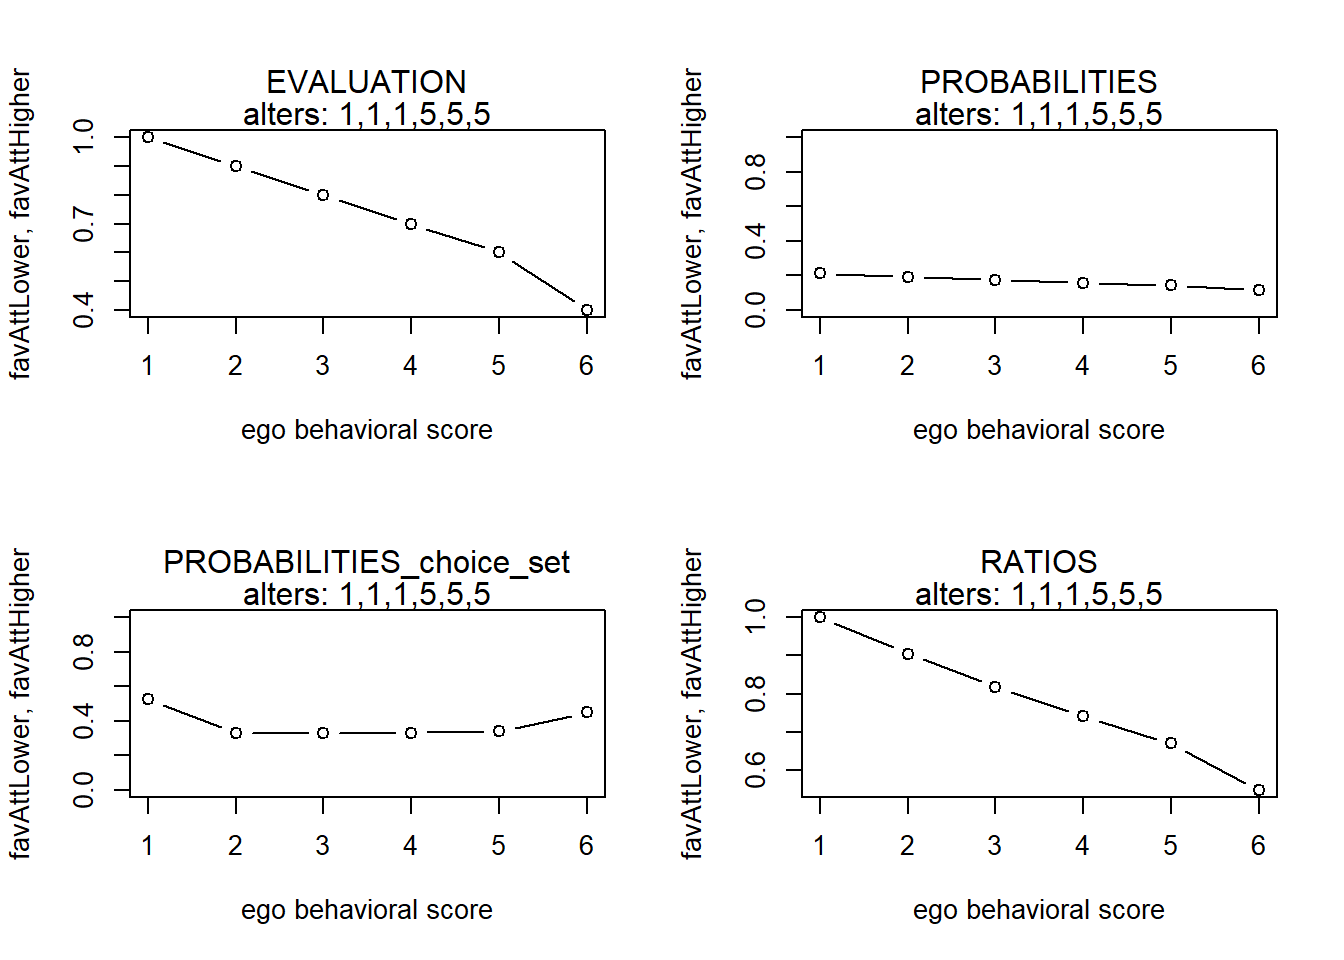 EVALUATION
alters: 1,1,1,5,5,5
favAttLower, favAttHigher
1.0
0.7
0.4
1 2 3 4 5 6
ego behavioral score
PROBABILITIES
alters: 1,1,1,5,5,5
favAttLower, favAttHigher
0.8
0.4
0.0
1 2 3 4 5 6
ego behavioral score
PROBABILITIES_choice_set
alters: 1,1,1,5,5,5
favAttLower, favAttHigher
0.8
0.4
0.0
1 2 3 4 5 6
ego behavioral score
RATIOS
alters: 1,1,1,5,5,5
favAttLower, favAttHigher
1.0
0.8
0.6
1 2 3 4 5 6
ego behavioral score